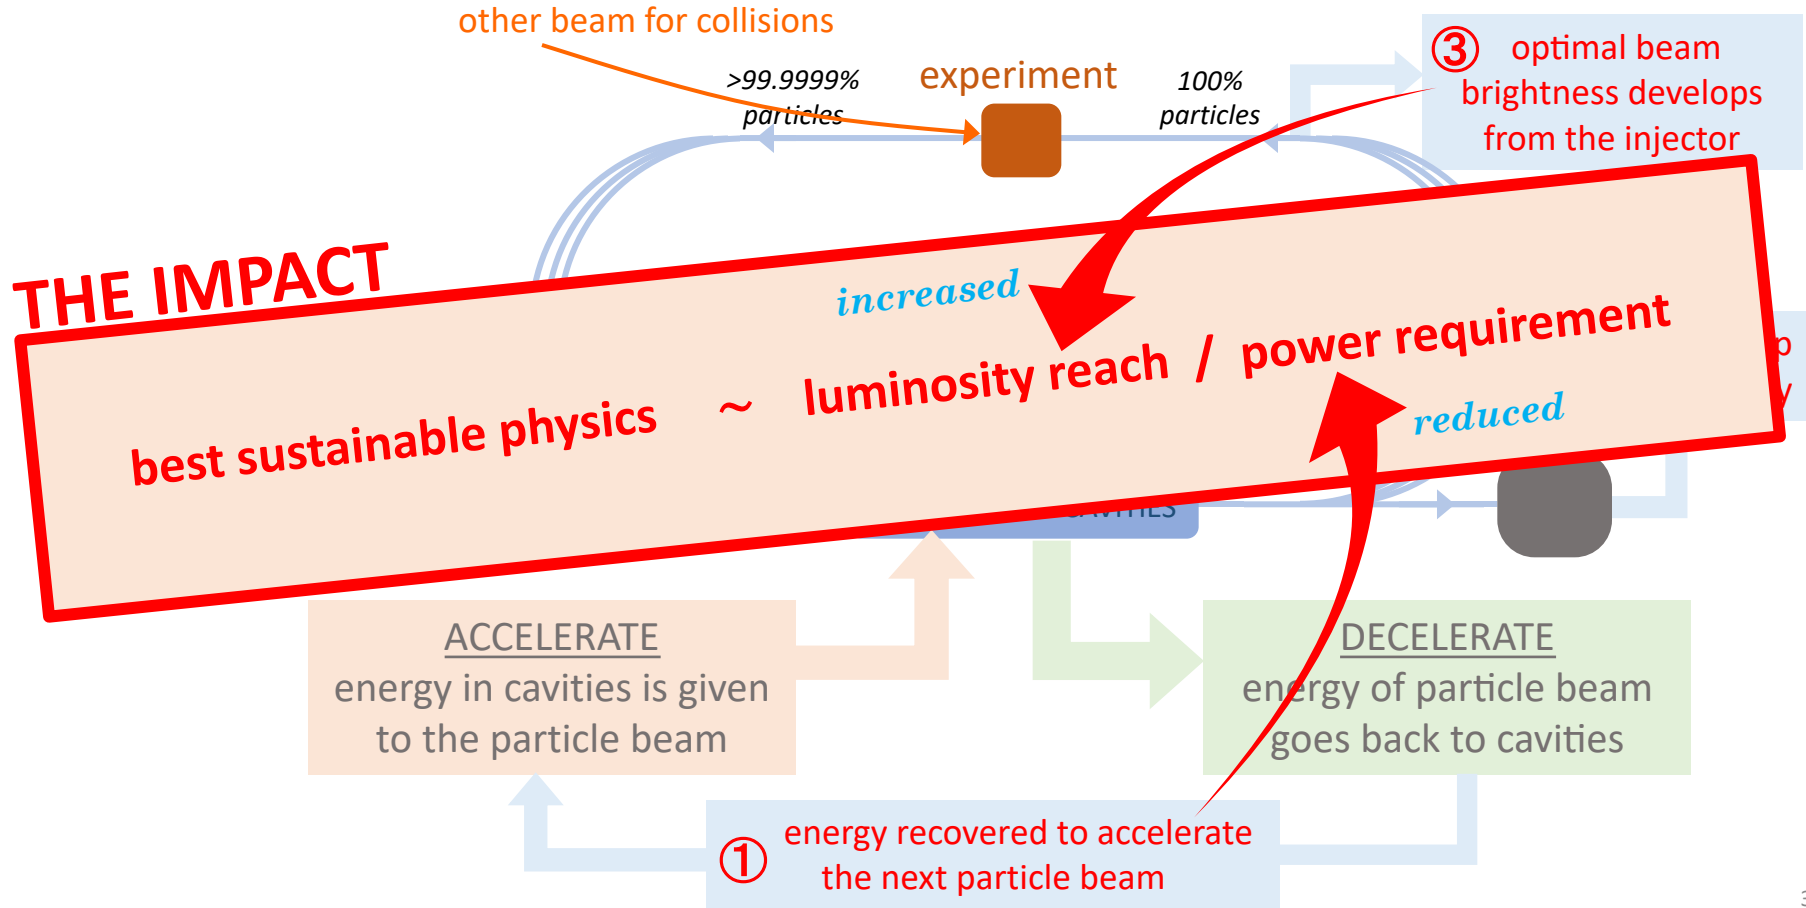 other beam for collisions
>99.9999%
particles
experiment
100%
particles
③ optimal beam
brightness develops
from the injector
THE IMPACT
increased
best sustainable physics ~ luminosity reach / power requirement
reduced
CAVITIES
ACCELERATE
energy in cavities is given
to the particle beam
DECELERATE
energy of particle beam
goes back to cavities
① energy recovered to accelerate
the next particle beam